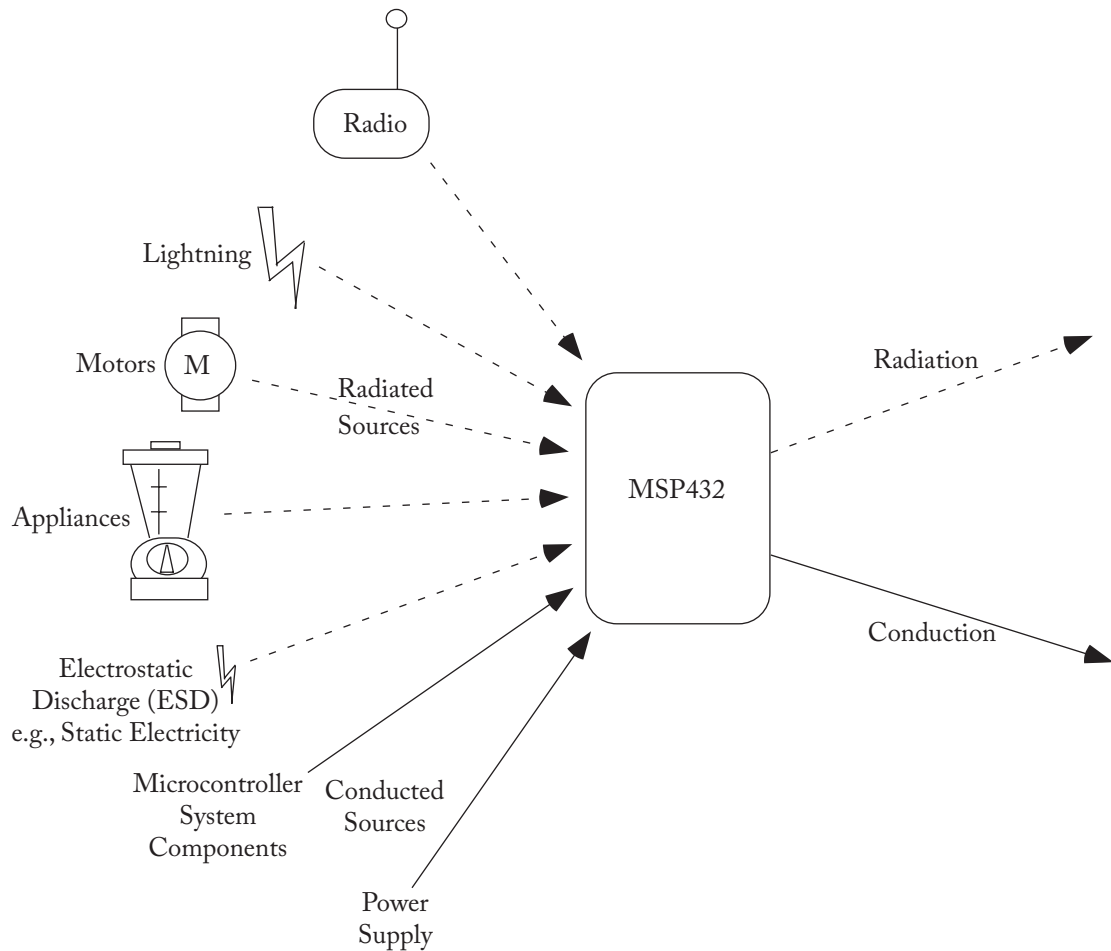 Radio
Lightning
Motors
M
Radiated
Sources
Radiation
MSP432
Appliances
Conduction
Electrostatic
Discharge (ESD)
e.g., Static Electricity
Microcontroller
System
Components
Conducted
Sources
Power
Supply